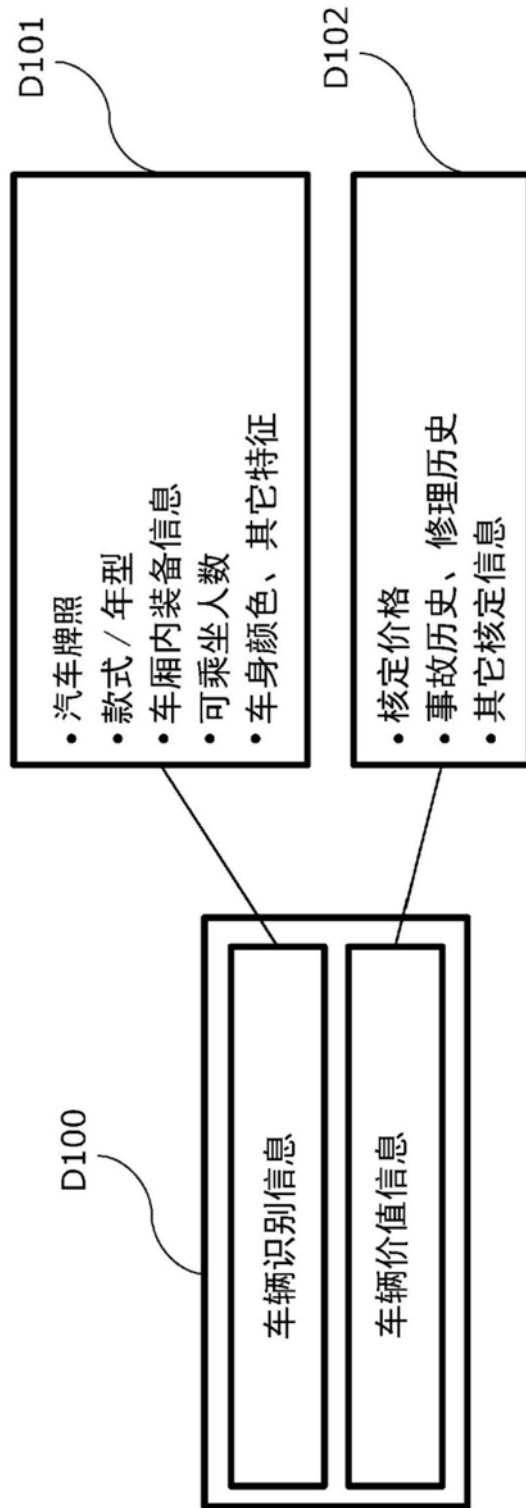 D100
车辆识别信息
车辆价值信息
D101
• 汽车牌照
• 款式／年型
• 车厢内装备信息
• 可乘坐人数
• 车身颜色、其它特征
D102
• 核定价格
• 事故历史、修理历史
• 其它核定信息